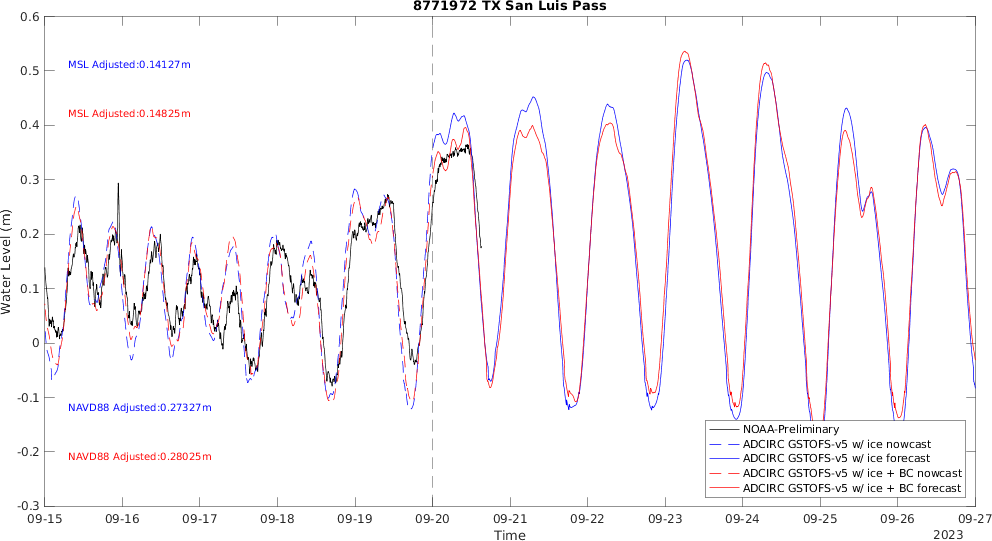 8771972 TX San Luis Pass
0.6
0.5
0.4
0.3
0.2
0.1
0
-0.1
-0.2
-0.3
Water Level (m)
MSL Adjusted:0.14127m
MSL Adjusted:0.14825m
NAVD88 Adjusted:0.27327m
NAVD88 Adjusted:0.28025m
NOAA-Preliminary
ADCIRC GSTOFS-v5 w/ ice nowcast
ADCIRC GSTOFS-v5 w/ ice forecast
ADCIRC GSTOFS-v5 w/ ice + BC nowcast
ADCIRC GSTOFS-v5 w/ ice + BC forecast
09-15 09-16 09-17 09-18 09-19 09-20 09-21 09-22 09-23 09-24 09-25 09-26 09-27
Time
2023